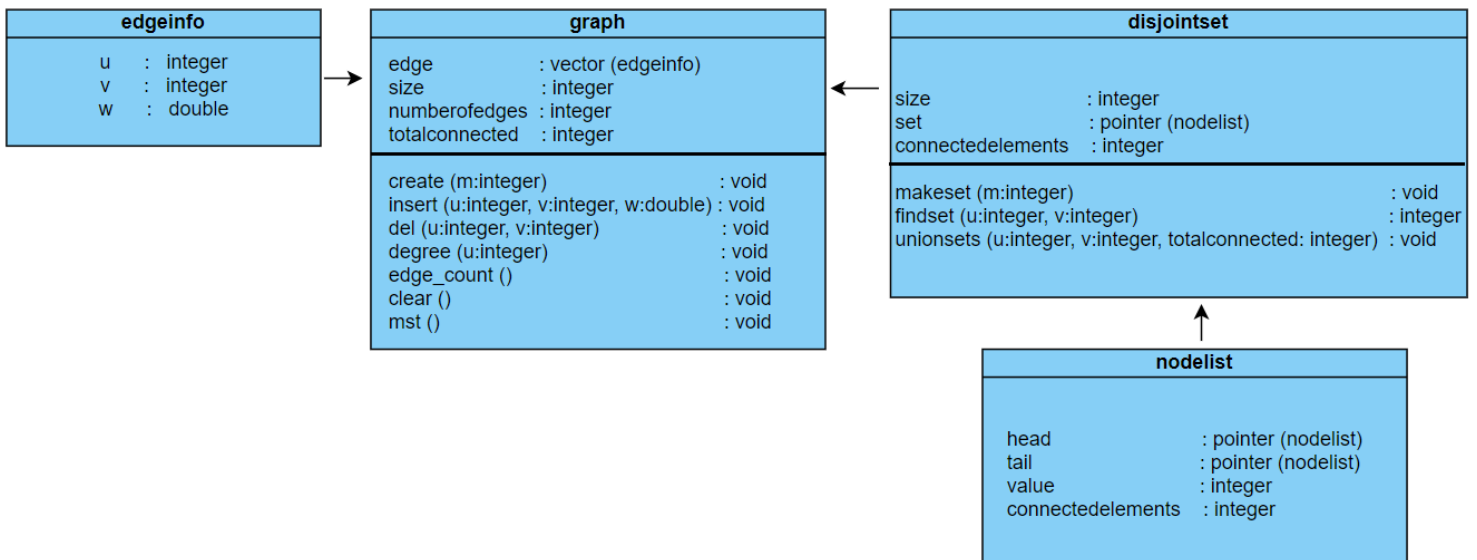 edgeinfo
u : integer
v : integer
w : double
graph
edge : vector (edgeinfo)
size : integer
numberofedges : integer
totalconnected : integer
create (m:integer) : void
insert (u:integer, v:integer, w:double) : void
del (u:integer, v:integer) : void
degree (u:integer) : void
edge_count () : void
clear () : void
mst () : void
disjointset
size : integer
set : pointer (nodelist)
connectedelements : integer
makeset (m:integer) : void
findset (u:integer, v:integer) : integer
unionsets (u:integer, v:integer, totalconnected: integer) : void
nodelist
head : pointer (nodelist)
tail : pointer (nodelist)
value : integer
connectedelements : integer